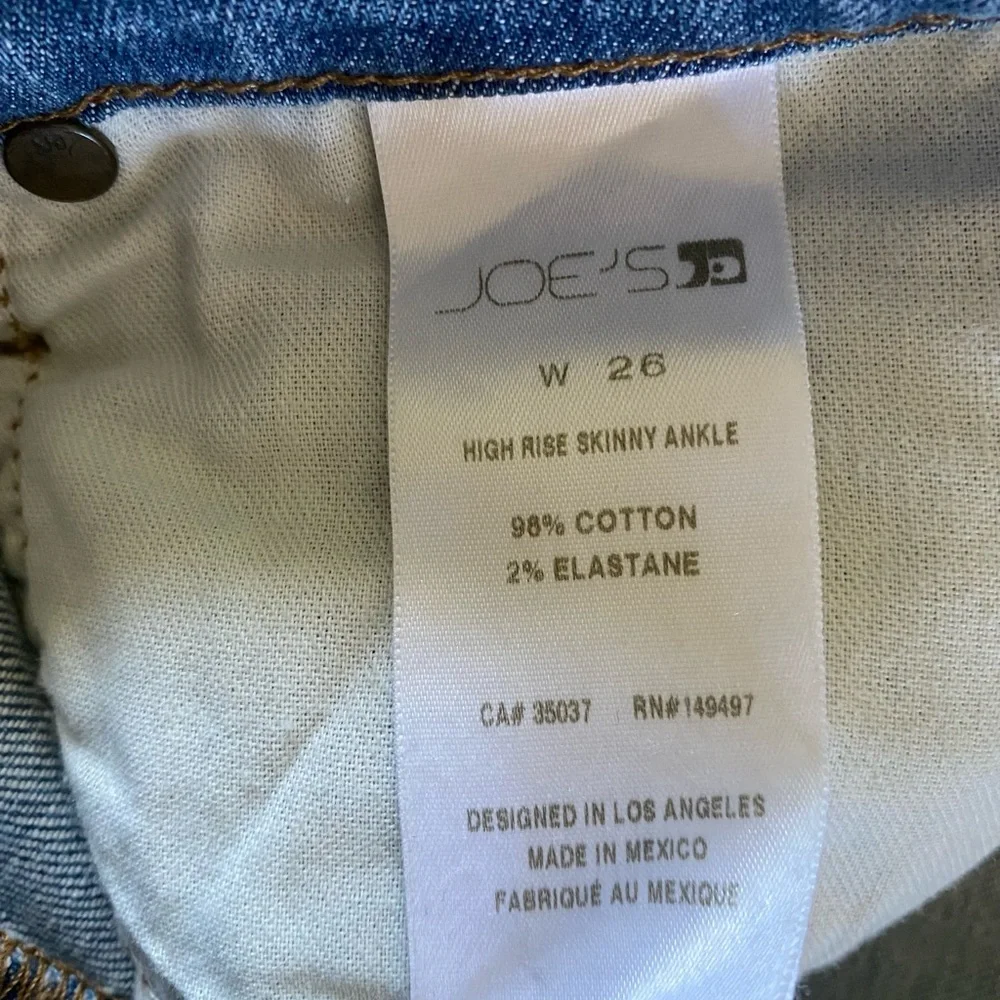 JOE'S
W 26
HIGH RISE SKINNY ANKLE
98% COTTON
2% ELASTANE
CA# 35037 RN# 149497
DESIGNED IN LOS ANGELES
MADE IN MEXICO
FABRIQUÉ AU MEXIQUE